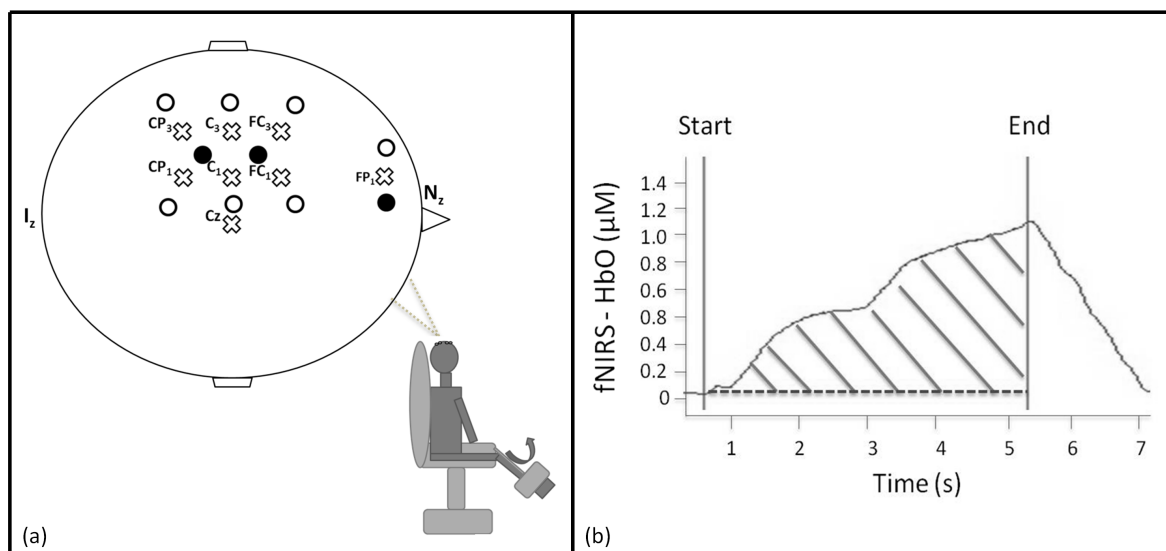 CP3 C3 FC3
CP1 C1 FC1 FP1
Cz
Iz
Nz
(a)
Start End
fNIRS - HbO (μM)
1.4
1.2
1.0
0.8
0.6
0.8
0.4
0.2
0
1 2 3 4 5 6 7
Time (s)
(b)